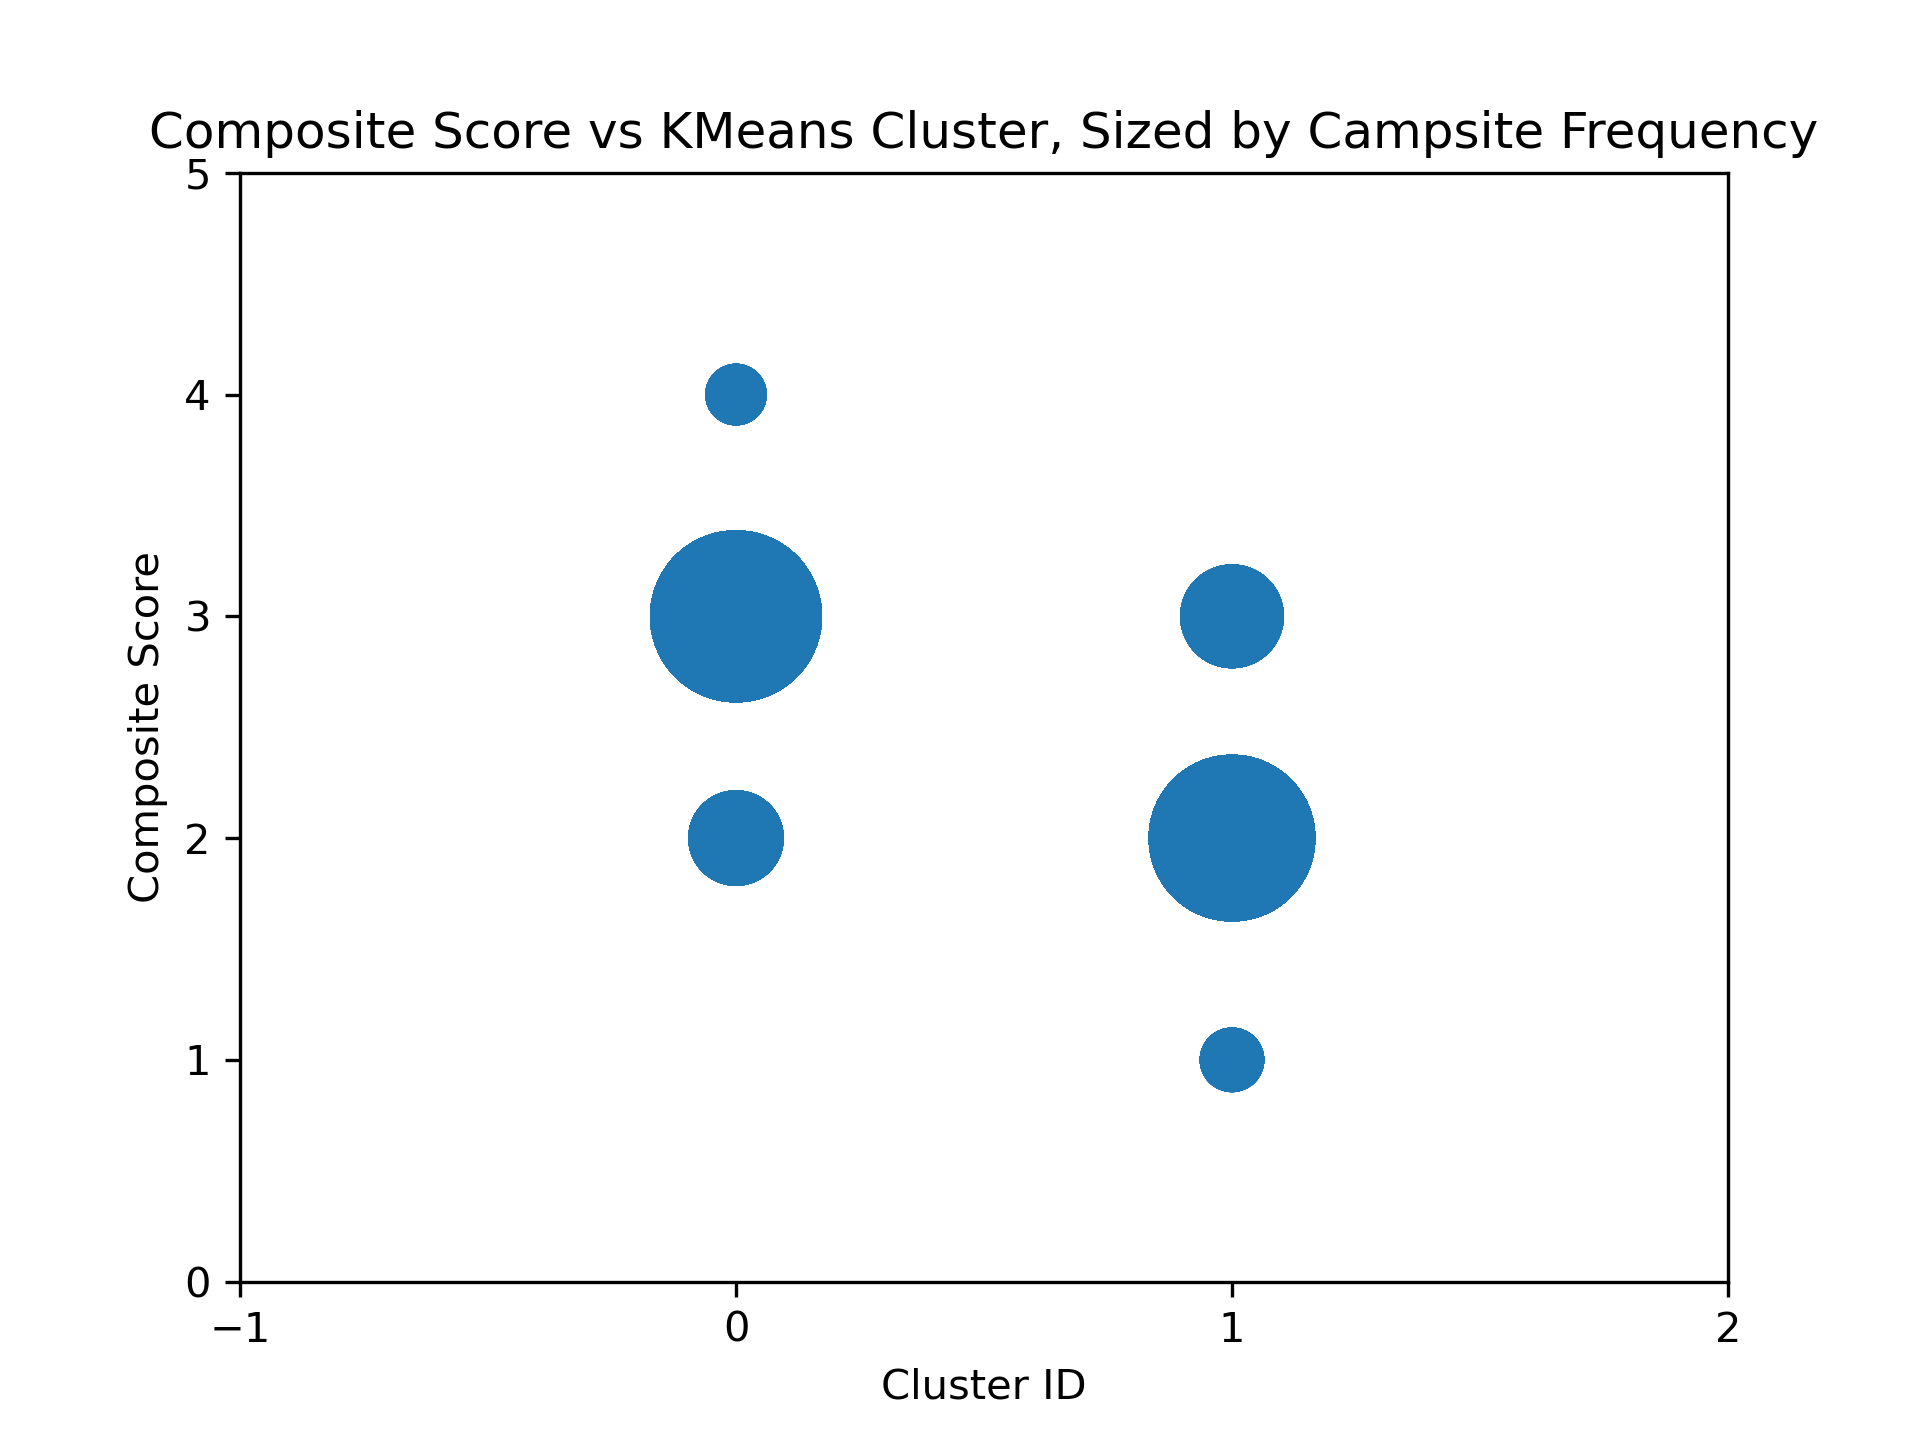 Composite Score vs KMeans Cluster, Sized by Campsite Frequency
5
4
3
2
1
0
Composite Score
−1 0 1 2
Cluster ID